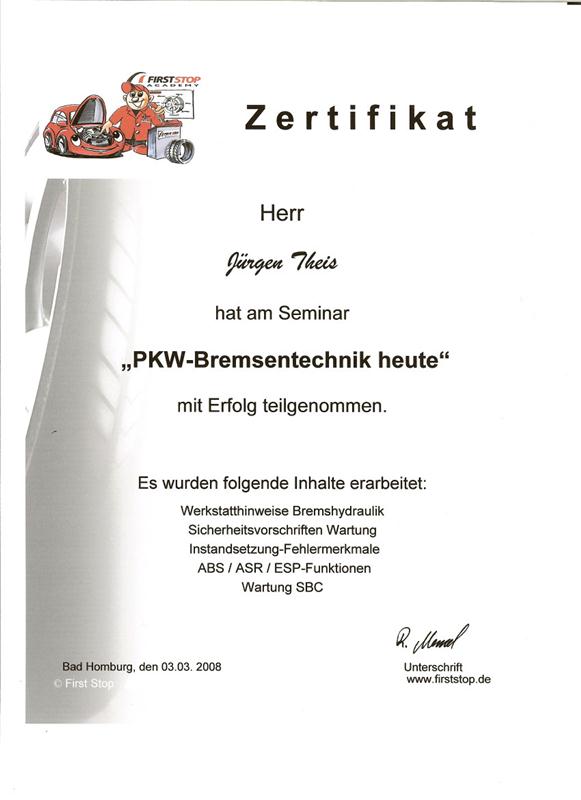 FIRSTSTOP
ACADEMY
Zertifikat
Herr
Jürgen Theis
hat am Seminar
„PKW-Bremsentechnik heute“
mit Erfolg teilgenommen.
Es wurden folgende Inhalte erarbeitet:
Werkstatthinweise Bremshydraulik
Sicherheitsvorschriften Wartung
Instandsetzung-Fehlermerkmale
ABS / ASR / ESP-Funktionen
Wartung SBC
Bad Homburg, den 03.03. 2008
© First Stop
Unterschrift
www.firststop.de